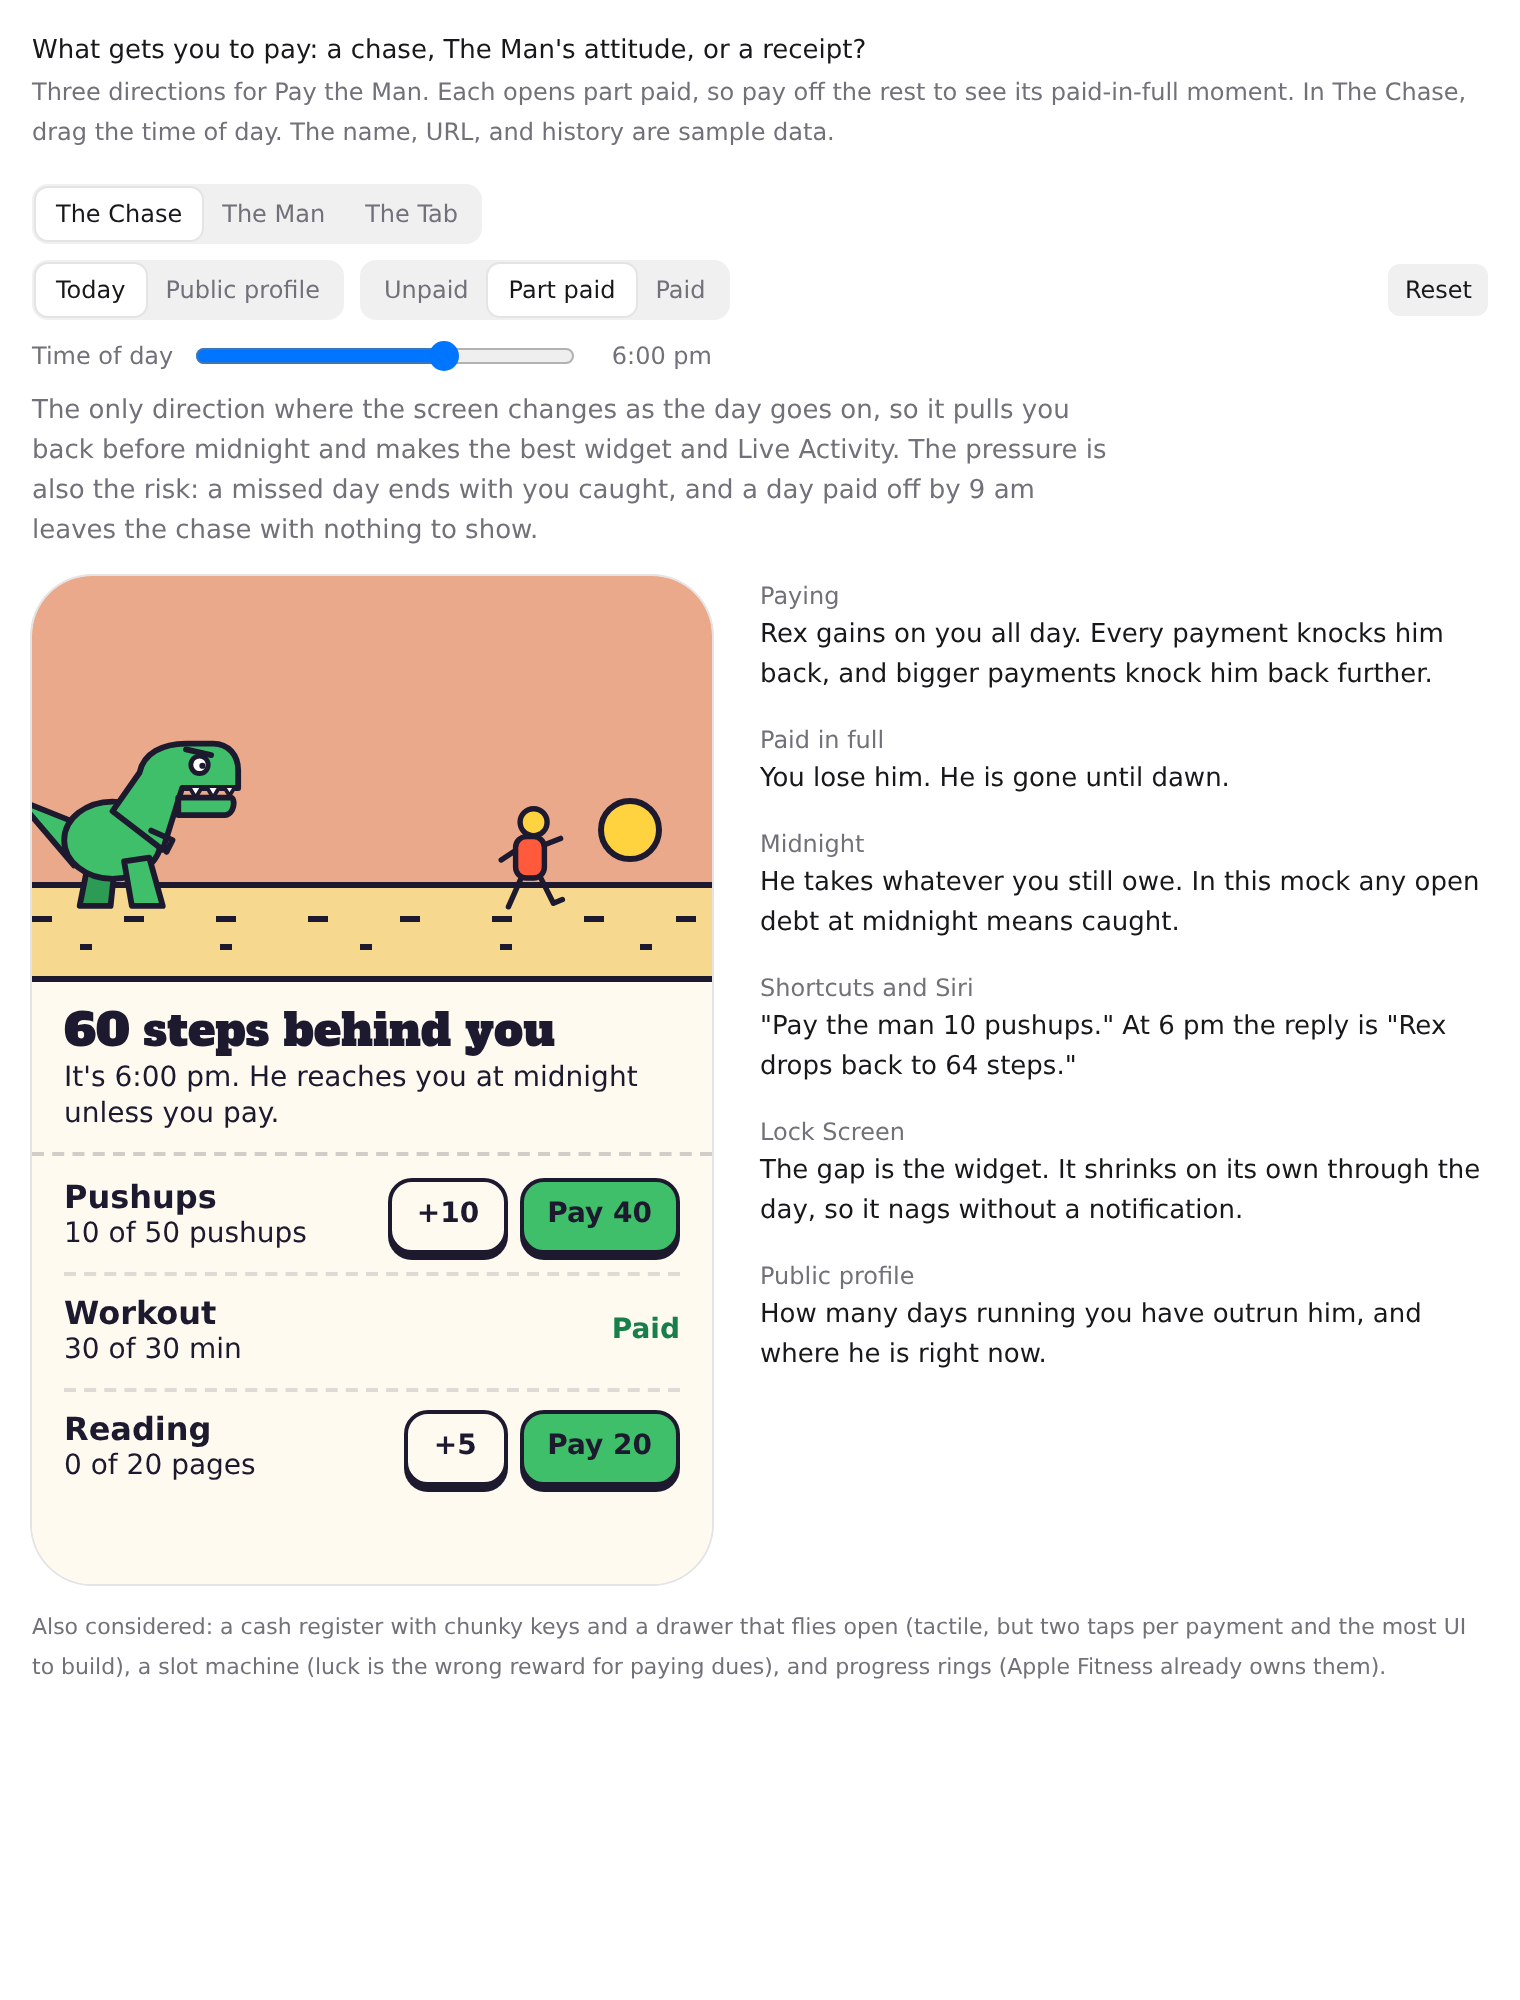 What gets you to pay: a chase, The Man's attitude, or a receipt?
Three directions for Pay the Man. Each opens part paid, so pay off the rest to see its paid-in-full moment. In The Chase,
drag the time of day. The name, URL, and history are sample data.
The Chase The Man The Tab
Today Public profile Unpaid Part paid Paid Reset
Time of day 6:00 pm
The only direction where the screen changes as the day goes on, so it pulls you
back before midnight and makes the best widget and Live Activity. The pressure is
also the risk: a missed day ends with you caught, and a day paid off by 9 am
leaves the chase with nothing to show.
60 steps behind you
It's 6:00 pm. He reaches you at midnight
unless you pay.
Pushups
10 of 50 pushups
+10 Pay 40
Workout
30 of 30 min
Paid
Reading
0 of 20 pages
+5 Pay 20
Paying
Rex gains on you all day. Every payment knocks him
back, and bigger payments knock him back further.
Paid in full
You lose him. He is gone until dawn.
Midnight
He takes whatever you still owe. In this mock any open
debt at midnight means caught.
Shortcuts and Siri
"Pay the man 10 pushups." At 6 pm the reply is "Rex
drops back to 64 steps."
Lock Screen
The gap is the widget. It shrinks on its own through the
day, so it nags without a notification.
Public profile
How many days running you have outrun him, and
where he is right now.
Also considered: a cash register with chunky keys and a drawer that flies open (tactile, but two taps per payment and the most UI
to build), a slot machine (luck is the wrong reward for paying dues), and progress rings (Apple Fitness already owns them).